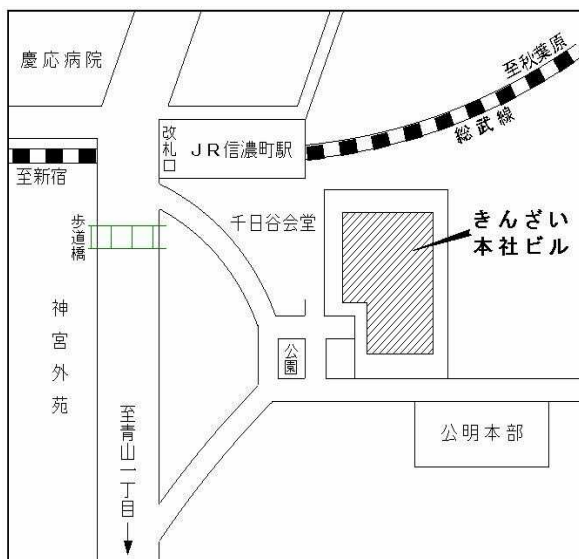 慶応病院
至秋葉原
総武線
改札口
JR信濃町駅
至新宿
歩道橋
千日谷会堂
きんざい
本社ビル
神宮外苑
公園
至青山一丁目
公明本部